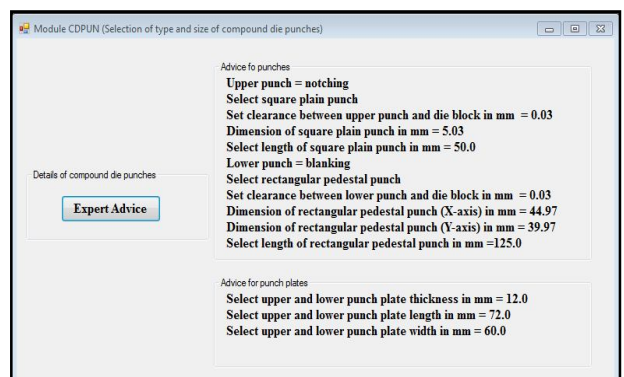 Module CDPUN (Selection of type and size of compound die punches)
Advice fo punches
Upper punch = notching
Select square plain punch
Set clearance between upper punch and die block in mm = 0.03
Dimension of square plain punch in mm = 5.03
Select length of square plain punch in mm = 50.0
Lower punch = blanking
Select rectangular pedestal punch
Set clearance between lower punch and die block in mm = 0.03
Dimension of rectangular pedestal punch (X-axis) in mm = 44.97
Dimension of rectangular pedestal punch (Y-axis) in mm = 39.97
Select length of rectangular pedestal punch in mm =125.0
Details of compound die punches
Expert Advice
Advice for punch plates
Select upper and lower punch plate thickness in mm = 12.0
Select upper and lower punch plate length in mm = 72.0
Select upper and lower punch plate width in mm = 60.0